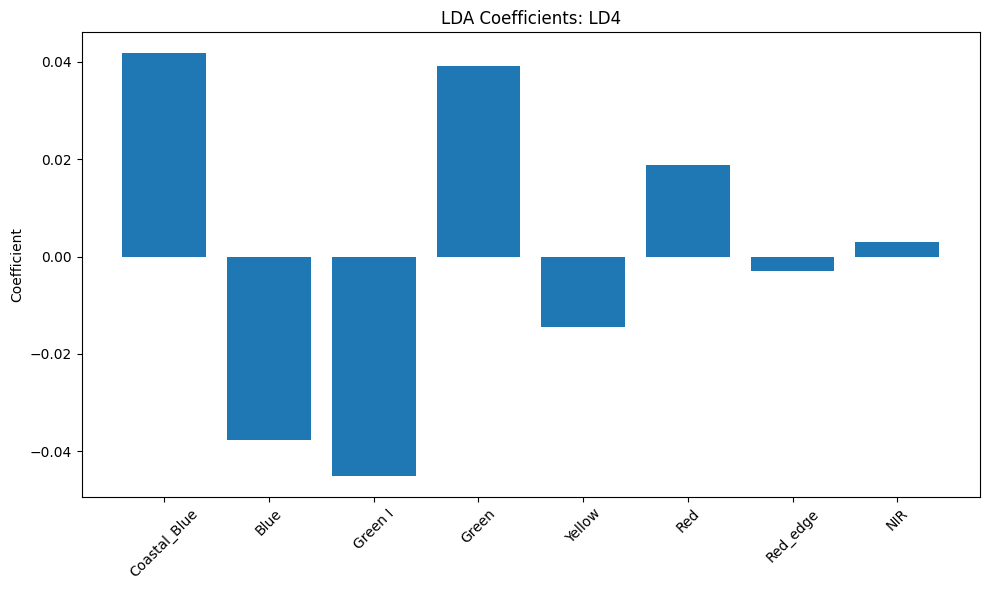 LDA Coefficients: LD4
Coefficient
0.04
0.02
0.00
−0.02
−0.04
Coastal_Blue
Blue
Green I
Green
Yellow
Red
Red_edge
NIR